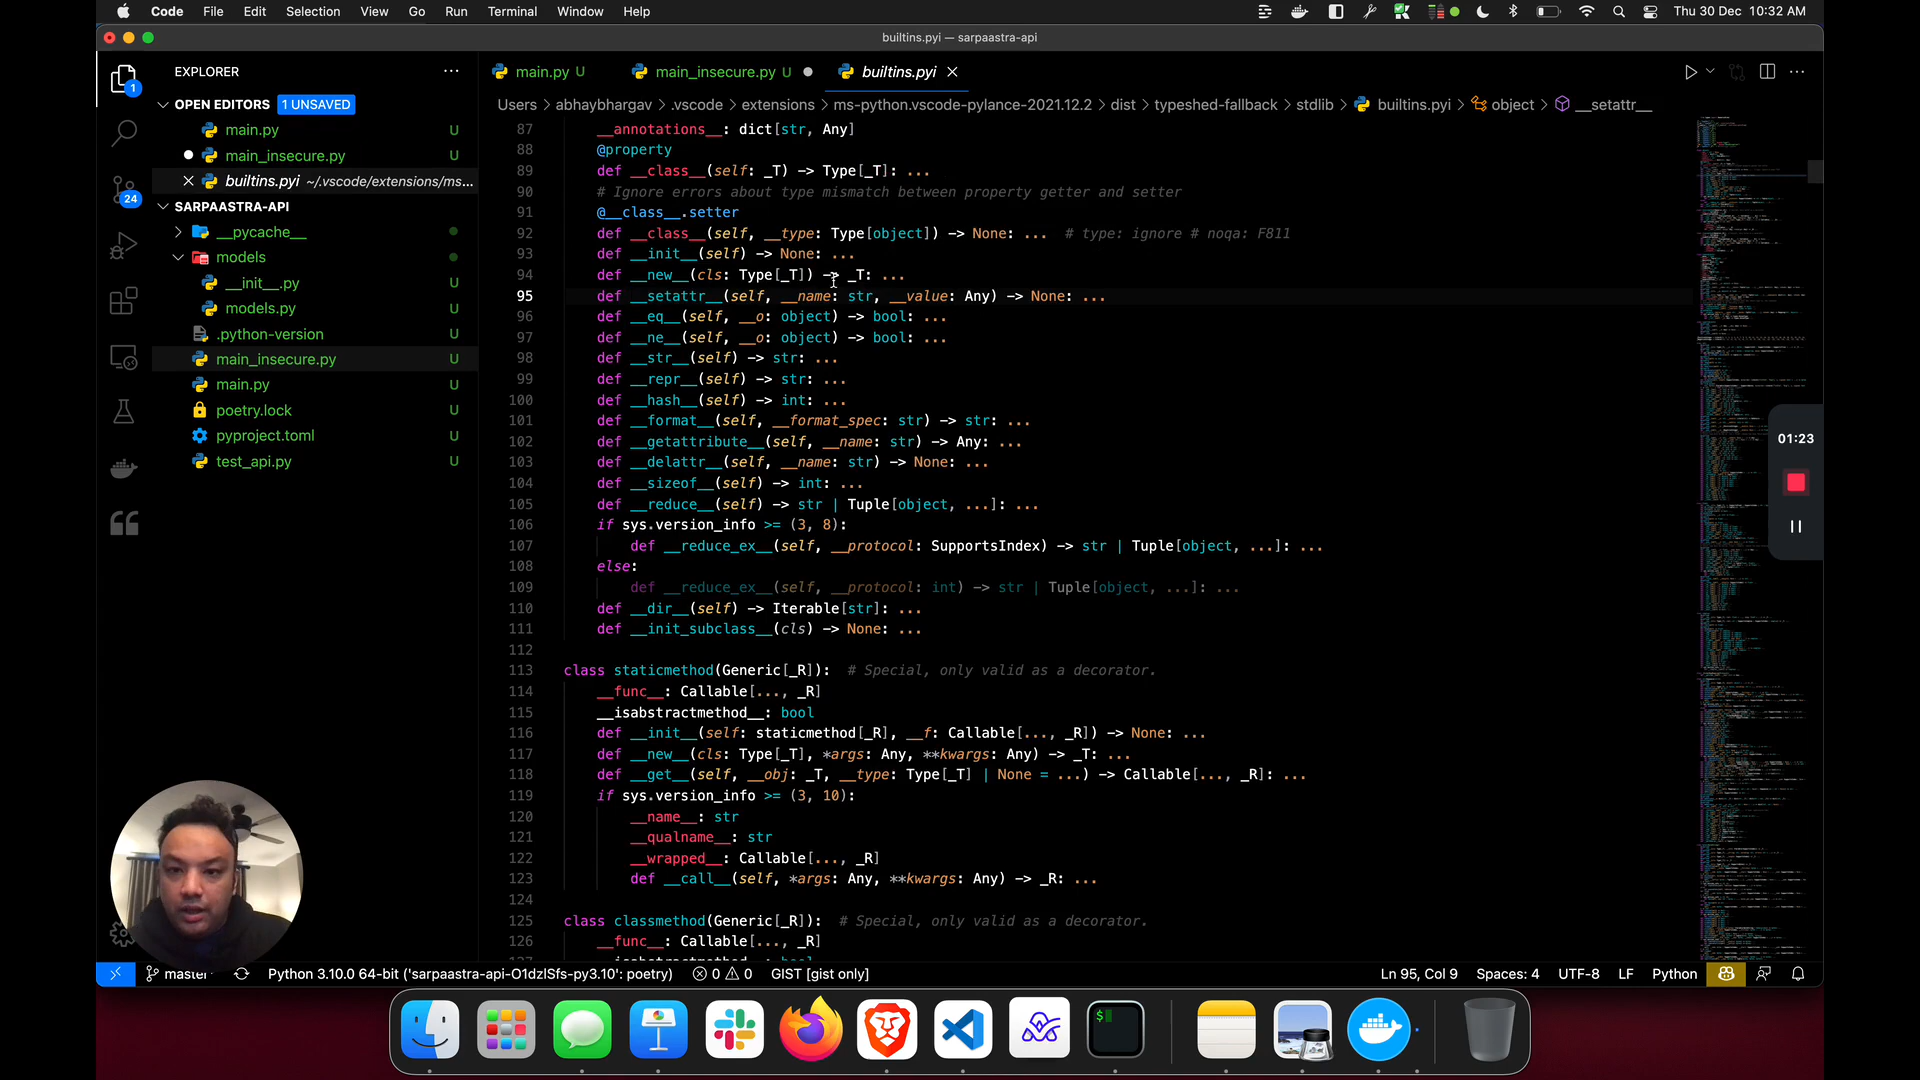 Code File Edit Selection View Go Run Terminal Window Help Thu 30 Dec 10:32 AM
builtins.pyi — sarpaastra-api
EXPLORER
main.py U main_insecure.py U builtins.pyi
OPEN EDITORS 1 UNSAVED
Users > abhaybhargav > .vscode > extensions > ms-python.vscode-pylance-2021.12.2 > dist > typeshed-fallback > stdlib > builtins.pyi > object > __setattr__
main.py U
main_insecure.py U
builtins.pyi ~/.vscode/extensions/ms...
SARPAASTRA-API
__pycache__
models
__init__.py U
models.py U
.python-version U
main_insecure.py U
main.py U
poetry.lock U
pyproject.toml U
test_api.py U
1
24
87 __annotations__: dict[str, Any]
88 @property
89 def __class__(self: _T) -> Type[_T]: ...
90 # Ignore errors about type mismatch between property getter and setter
91 @__class__.setter
92 def __class__(self, __type: Type[object]) -> None: ...  # type: ignore # noqa: F811
93 def __init__(self) -> None: ...
94 def __new__(cls: Type[_T]) -> _T: ...
95 def __setattr__(self, __name: str, __value: Any) -> None: ...
96 def __eq__(self, __o: object) -> bool: ...
97 def __ne__(self, __o: object) -> bool: ...
98 def __str__(self) -> str: ...
99 def __repr__(self) -> str: ...
100 def __hash__(self) -> int: ...
101 def __format__(self, __format_spec: str) -> str: ...
102 def __getattribute__(self, __name: str) -> Any: ...
103 def __delattr__(self, __name: str) -> None: ...
104 def __sizeof__(self) -> int: ...
105 def __reduce__(self) -> str | Tuple[object, ...]: ...
106 if sys.version_info >= (3, 8):
107 def __reduce_ex__(self, __protocol: SupportsIndex) -> str | Tuple[object, ...]: ...
108 else:
109 def __reduce_ex__(self, __protocol: int) -> str | Tuple[object, ...]: ...
110 def __dir__(self) -> Iterable[str]: ...
111 def __init_subclass__(cls) -> None: ...
112
113 class staticmethod(Generic[_R]):  # Special, only valid as a decorator.
114 __func__: Callable[..., _R]
115 __isabstractmethod__: bool
116 def __init__(self: staticmethod[_R], __f: Callable[..., _R]) -> None: ...
117 def __new__(cls: Type[_T], *args: Any, **kwargs: Any) -> _T: ...
118 def __get__(self, __obj: _T, __type: Type[_T] | None = ...) -> Callable[..., _R]: ...
119 if sys.version_info >= (3, 10):
120 __name__: str
121 __qualname__: str
122 __wrapped__: Callable[..., _R]
123 def __call__(self, *args: Any, **kwargs: Any) -> _R: ...
124
125 class classmethod(Generic[_R]):  # Special, only valid as a decorator.
126 __func__: Callable[..., _R]
01:23
master Python 3.10.0 64-bit ('sarpaastra-api-O1dzlSfs-py3.10': poetry) 0 0 GIST [gist only] Ln 95, Col 9 Spaces: 4 UTF-8 LF Python
$